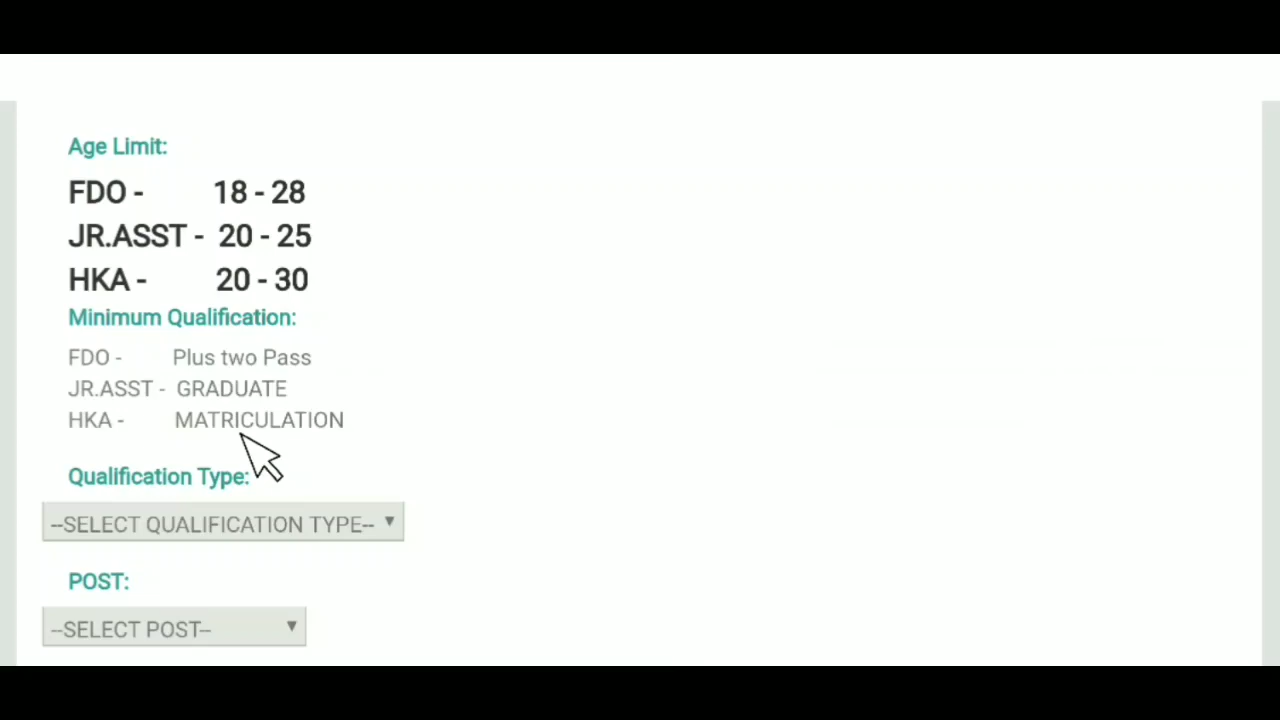 Age Limit:
FDO - 18 - 28
JR.ASST - 20 - 25
HKA - 20 - 30
Minimum Qualification:
FDO - Plus two Pass
JR.ASST - GRADUATE
HKA - MATRICULATION
Qualification Type:
--SELECT QUALIFICATION TYPE--
POST:
--SELECT POST--